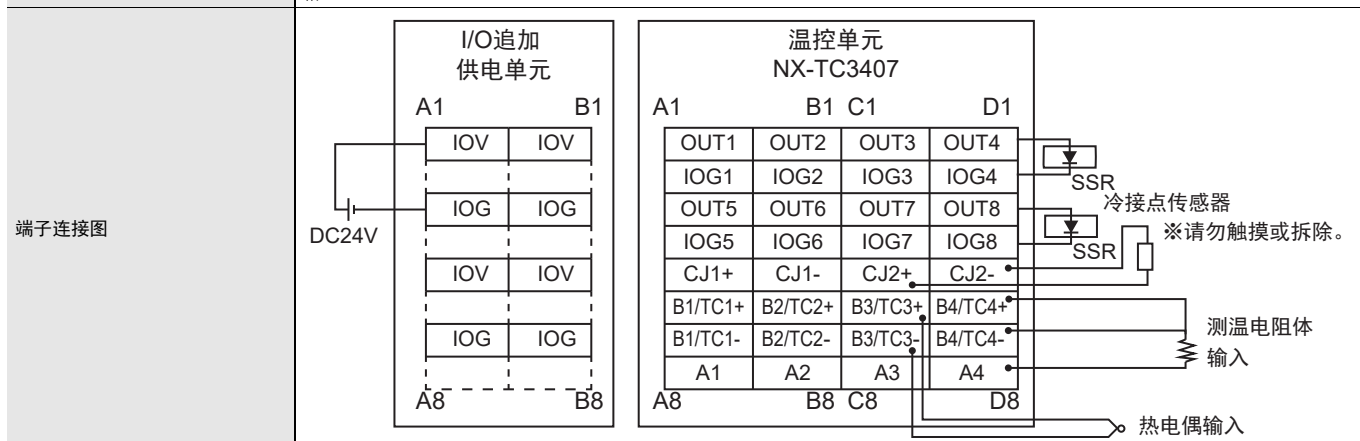 端子连接图
I/O追加
供电单元
A1 B1
IOV IOV
IOG IOG
IOV IOV
IOG IOG
A8 B8
DC24V
温控单元
NX-TC3407
A1 B1 C1 D1
OUT1 OUT2 OUT3 OUT4
IOG1 IOG2 IOG3 IOG4
OUT5 OUT6 OUT7 OUT8
IOG5 IOG6 IOG7 IOG8
CJ1+ CJ1- CJ2+ CJ2-
B1/TC1+ B2/TC2+ B3/TC3+ B4/TC4+
B1/TC1- B2/TC2- B3/TC3- B4/TC4-
A1 A2 A3 A4
A8 B8 C8 D8
SSR
冷接点传感器
※请勿触摸或拆除。
SSR
测温电阻体
输入
热电偶输入